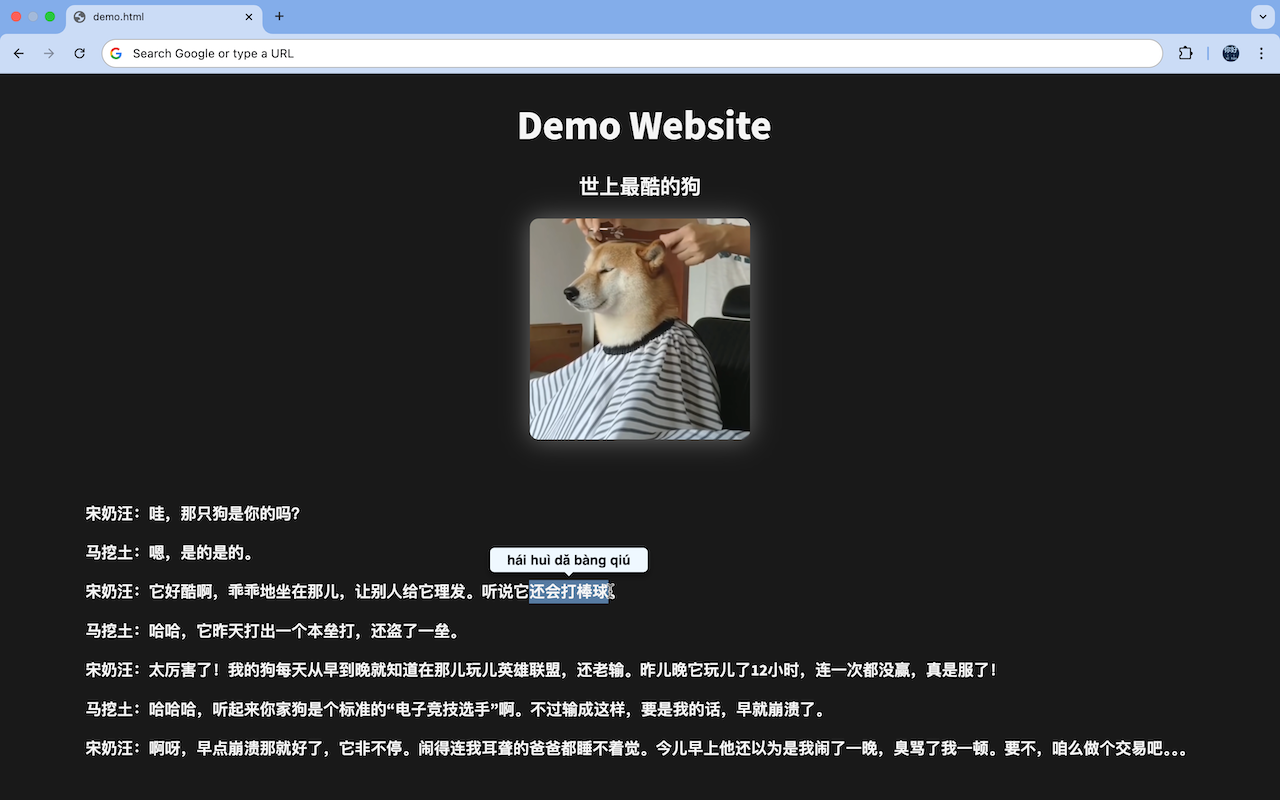 demo.html
Search Google or type a URL
Demo Website
世上最酷的狗
宋奶汪：哇，那只狗是你的吗？
马挖土：嗯，是的是的。
hái huì dǎ bàng qiú
宋奶汪：它好酷啊，乖乖地坐在那儿，让别人给它理发。听说它还会打棒球。
马挖土：哈哈，它昨天打出一个本垒打，还盗了一垒。
宋奶汪：太厉害了！我的狗每天从早到晚就知道在那儿玩儿英雄联盟，还老输。昨儿晚它玩儿了12小时，连一次都没赢，真是服了！
马挖土：哈哈哈，听起来你家狗是个标准的“电子竞技选手”啊。不过输成这样，要是我的话，早就崩溃了。
宋奶汪：啊呀，早点崩溃那就好了，它非不停。闹得连我耳聋的爸爸都睡不着觉。今儿早上他还以为是我闹了一晚，臭骂了我一顿。要不，咱么做个交易吧。。。